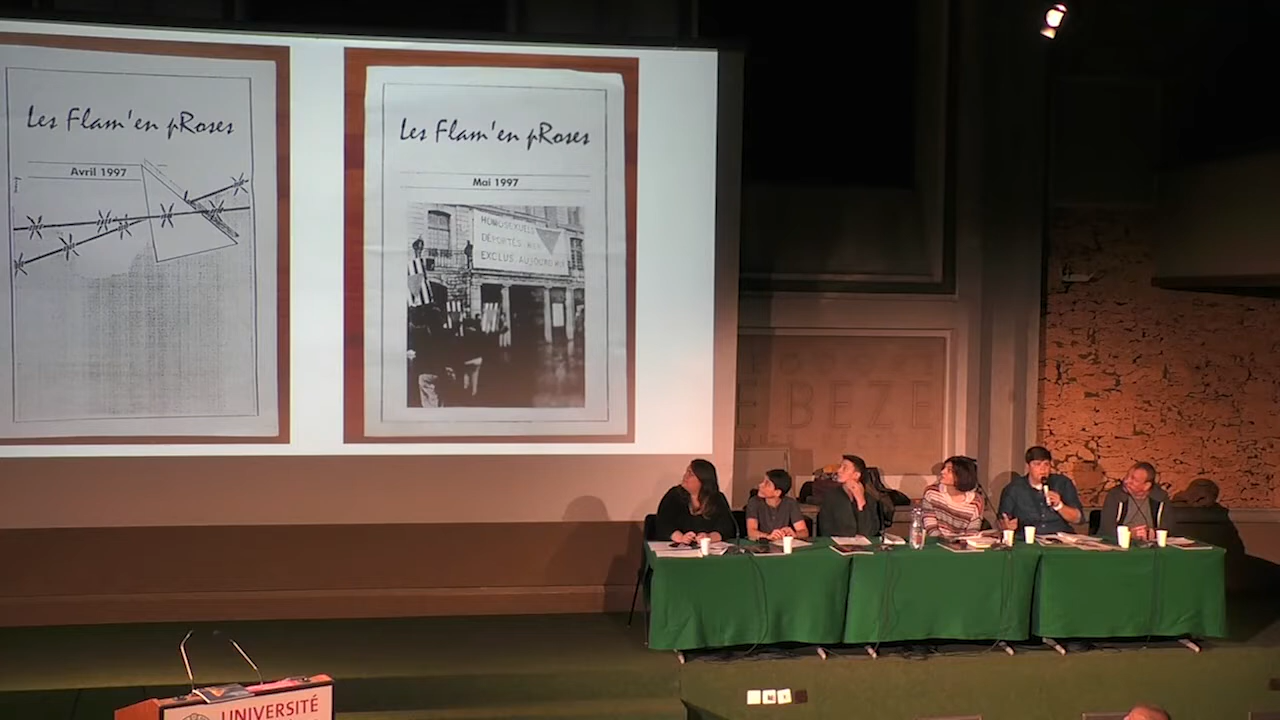 Les Flam'en pRoses
Avril 1997
Les Flam'en pRoses
Mai 1997
HOMOSEXUELS
DÉPORTÉS HIER
EXCLUS AUJOURD'HUI
E BEZE
UNIVERSITÉ